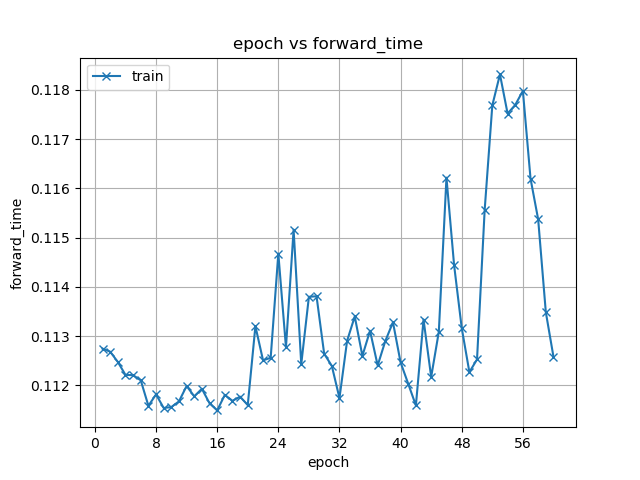 epoch vs forward_time
train
forward_time
0.118
0.117
0.116
0.115
0.114
0.113
0.112
0 8 16 24 32 40 48 56
epoch